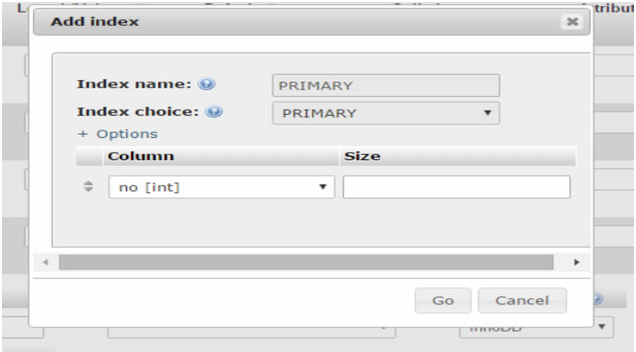 Add index
Index name:
PRIMARY
Index choice:
PRIMARY
+ Options
Column
Size
no [int]
Go
Cancel
InnoDB